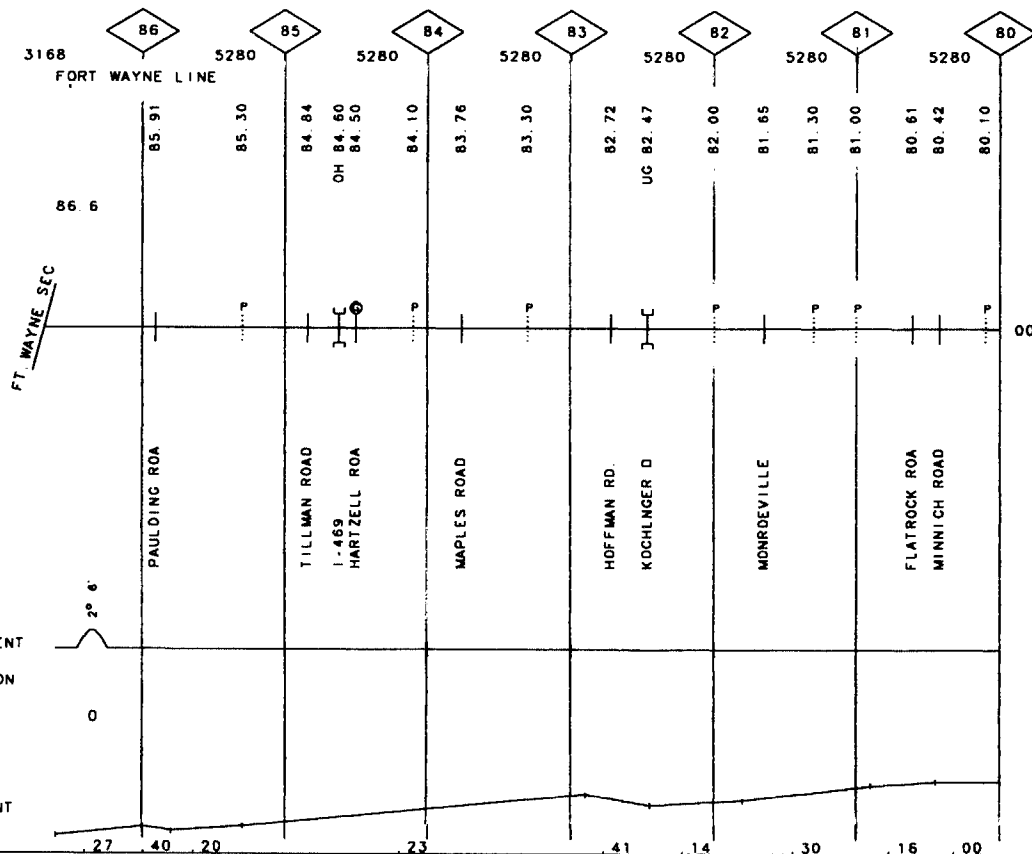 86 85 84 83 82 81 80
3168 5280 5280 5280 5280 5280 5280
FORT WAYNE LINE
85.91
85.30
84.84
OH 84.60
84.50
84.10
83.76
83.30
82.72
UG 82.47
82.00
81.65
81.30
81.00
80.61
80.42
80.10
86.6
FT. WAYNE SEC
P P P P P P P
G
00
PAULDING ROA
TILLMAN ROAD
I-469
HARTZELL ROA
MAPLES ROAD
HOFFMAN RD.
KOCHLNGER D
MONRDEVILLE
FLATROCK ROA
MINNICH ROAD
2° 6'
ENT
ON
0
NT
.27 .40 .20 .23 .41 .14 .30 .16 .00